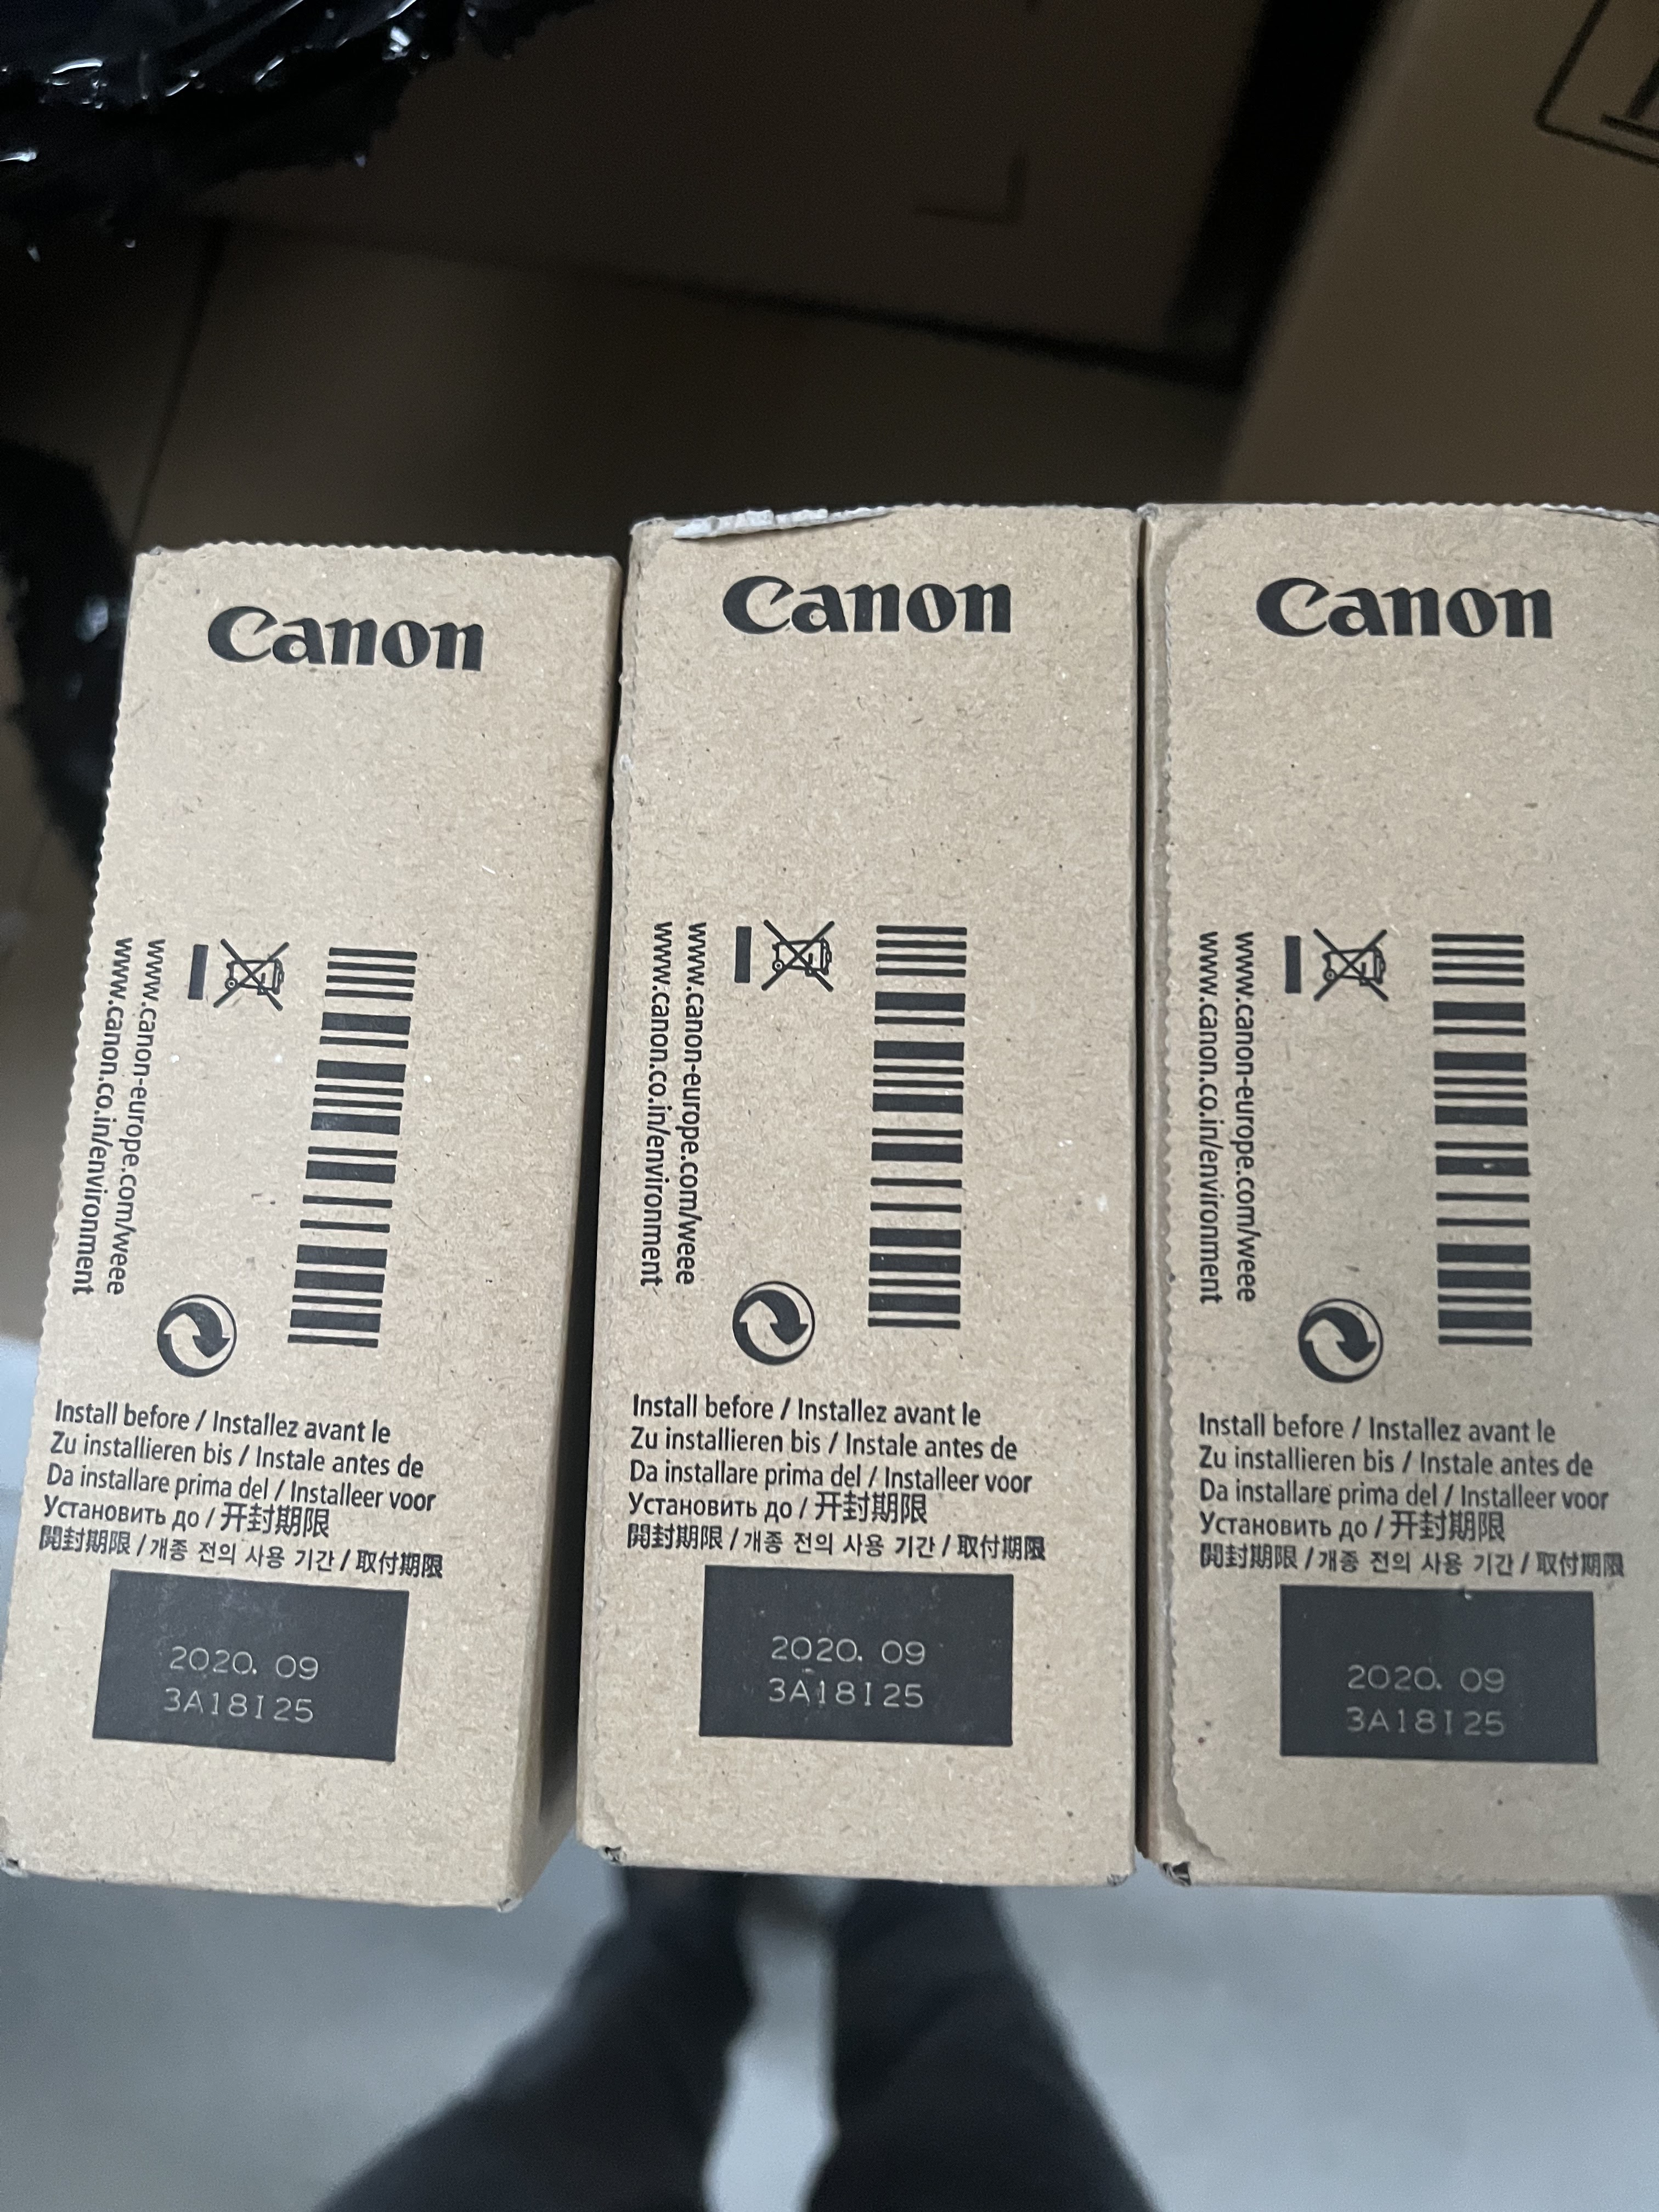 Canon
www.canon-europe.com/weee
www.canon.co.in/environment
Install before / Installez avant le
Zu installieren bis / Instale antes de
Da installare prima del / Installeer voor
Установить до / 开封期限
開封期限 / 개종 전의 사용 기간 / 取付期限
2020. 09
3A18I25
Canon
www.canon-europe.com/weee
www.canon.co.in/environment
Install before / Installez avant le
Zu installieren bis / Instale antes de
Da installare prima del / Installeer voor
Установить до / 开封期限
開封期限 / 개종 전의 사용 기간 / 取付期限
2020. 09
3A18I25
Canon
www.canon-europe.com/weee
www.canon.co.in/environment
Install before / Installez avant le
Zu installieren bis / Instale antes de
Da installare prima del / Installeer voor
Установить до / 开封期限
開封期限 / 개종 전의 사용 기간 / 取付期限
2020. 09
3A18I25